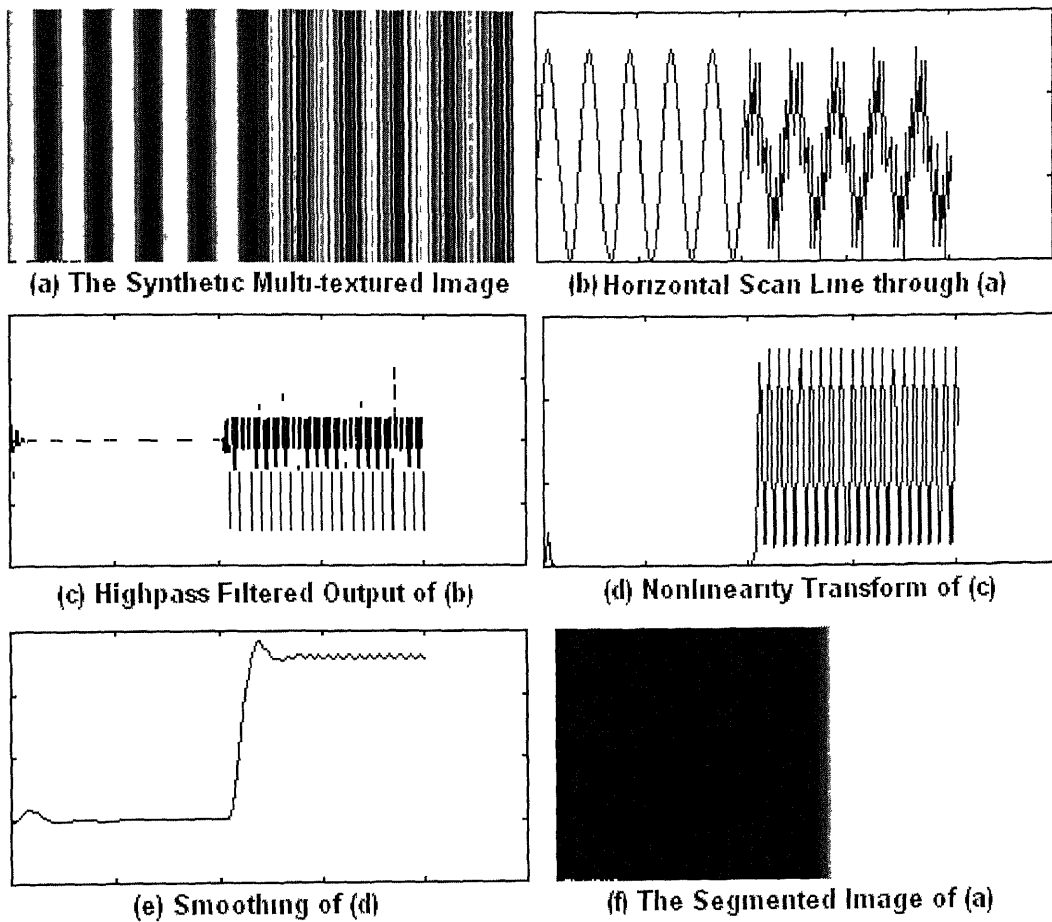 (a) The Synthetic Multi-textured Image
(b) Horizontal Scan Line through (a)
(c) Highpass Filtered Output of (b)
(d) Nonlinearity Transform of (c)
(e) Smoothing of (d)
(f) The Segmented Image of (a)